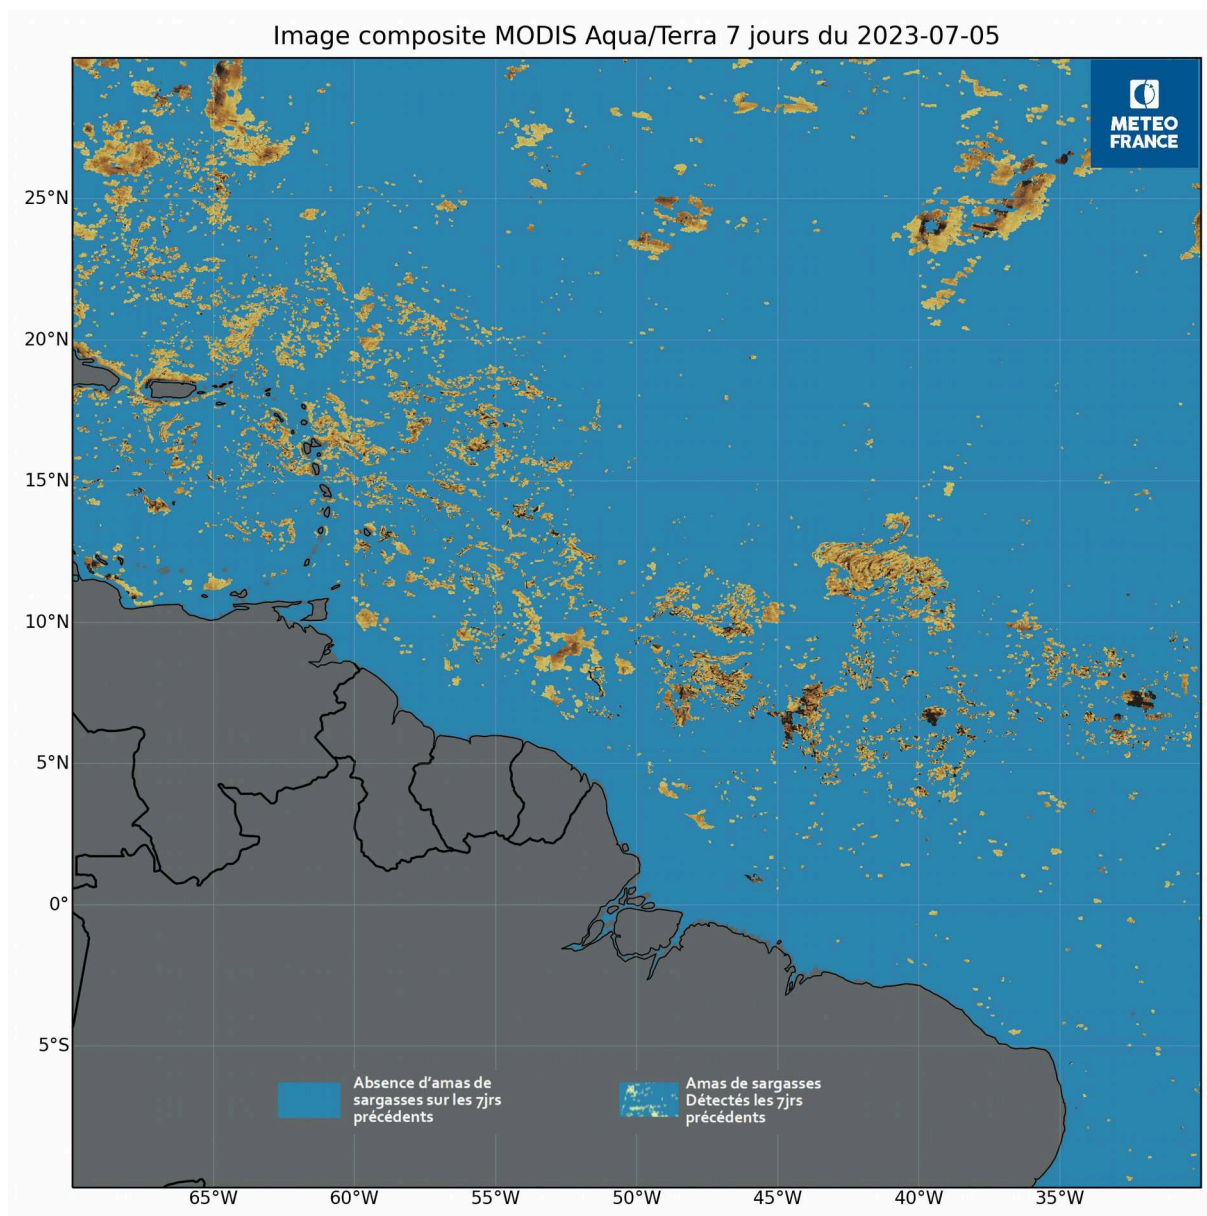 Image composite MODIS Aqua/Terra 7 jours du 2023-07-05
METEO
FRANCE
25°N
20°N
15°N
10°N
5°N
0°
5°S
Absence d'amas de
sargasses sur les 7jrs
précédents
Amas de sargasses
Détectés les 7jrs
précédents
65°W
60°W
55°W
50°W
45°W
40°W
35°W